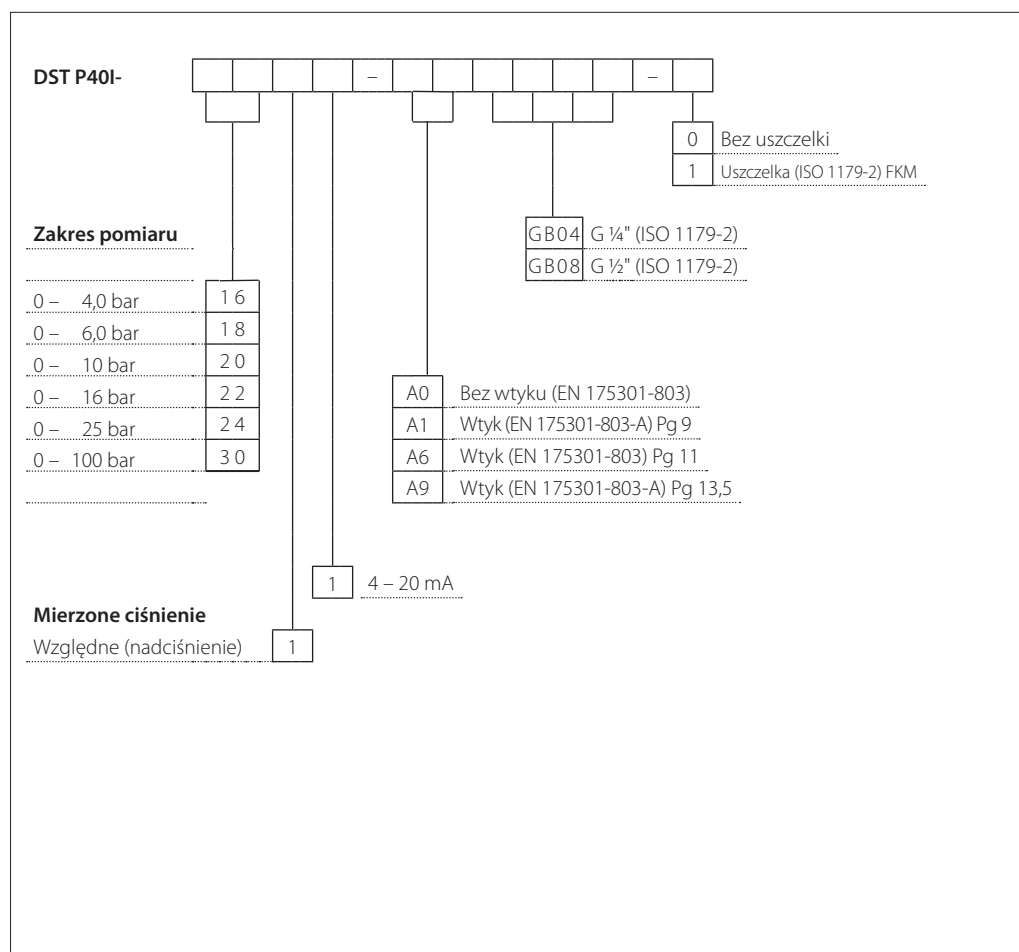 DST P40I-
–
–
0 Bez uszczelki
1 Uszczelka (ISO 1179-2) FKM
Zakres pomiaru
GB04 G ¼" (ISO 1179-2)
GB08 G ½" (ISO 1179-2)
0 – 4,0 bar 16
0 – 6,0 bar 18
0 – 10 bar 20
0 – 16 bar 22
0 – 25 bar 24
0 – 100 bar 30
A0 Bez wtyku (EN 175301-803)
A1 Wtyk (EN 175301-803-A) Pg 9
A6 Wtyk (EN 175301-803) Pg 11
A9 Wtyk (EN 175301-803-A) Pg 13,5
1 4 – 20 mA
Mierzone ciśnienie
Względne (nadciśnienie) 1